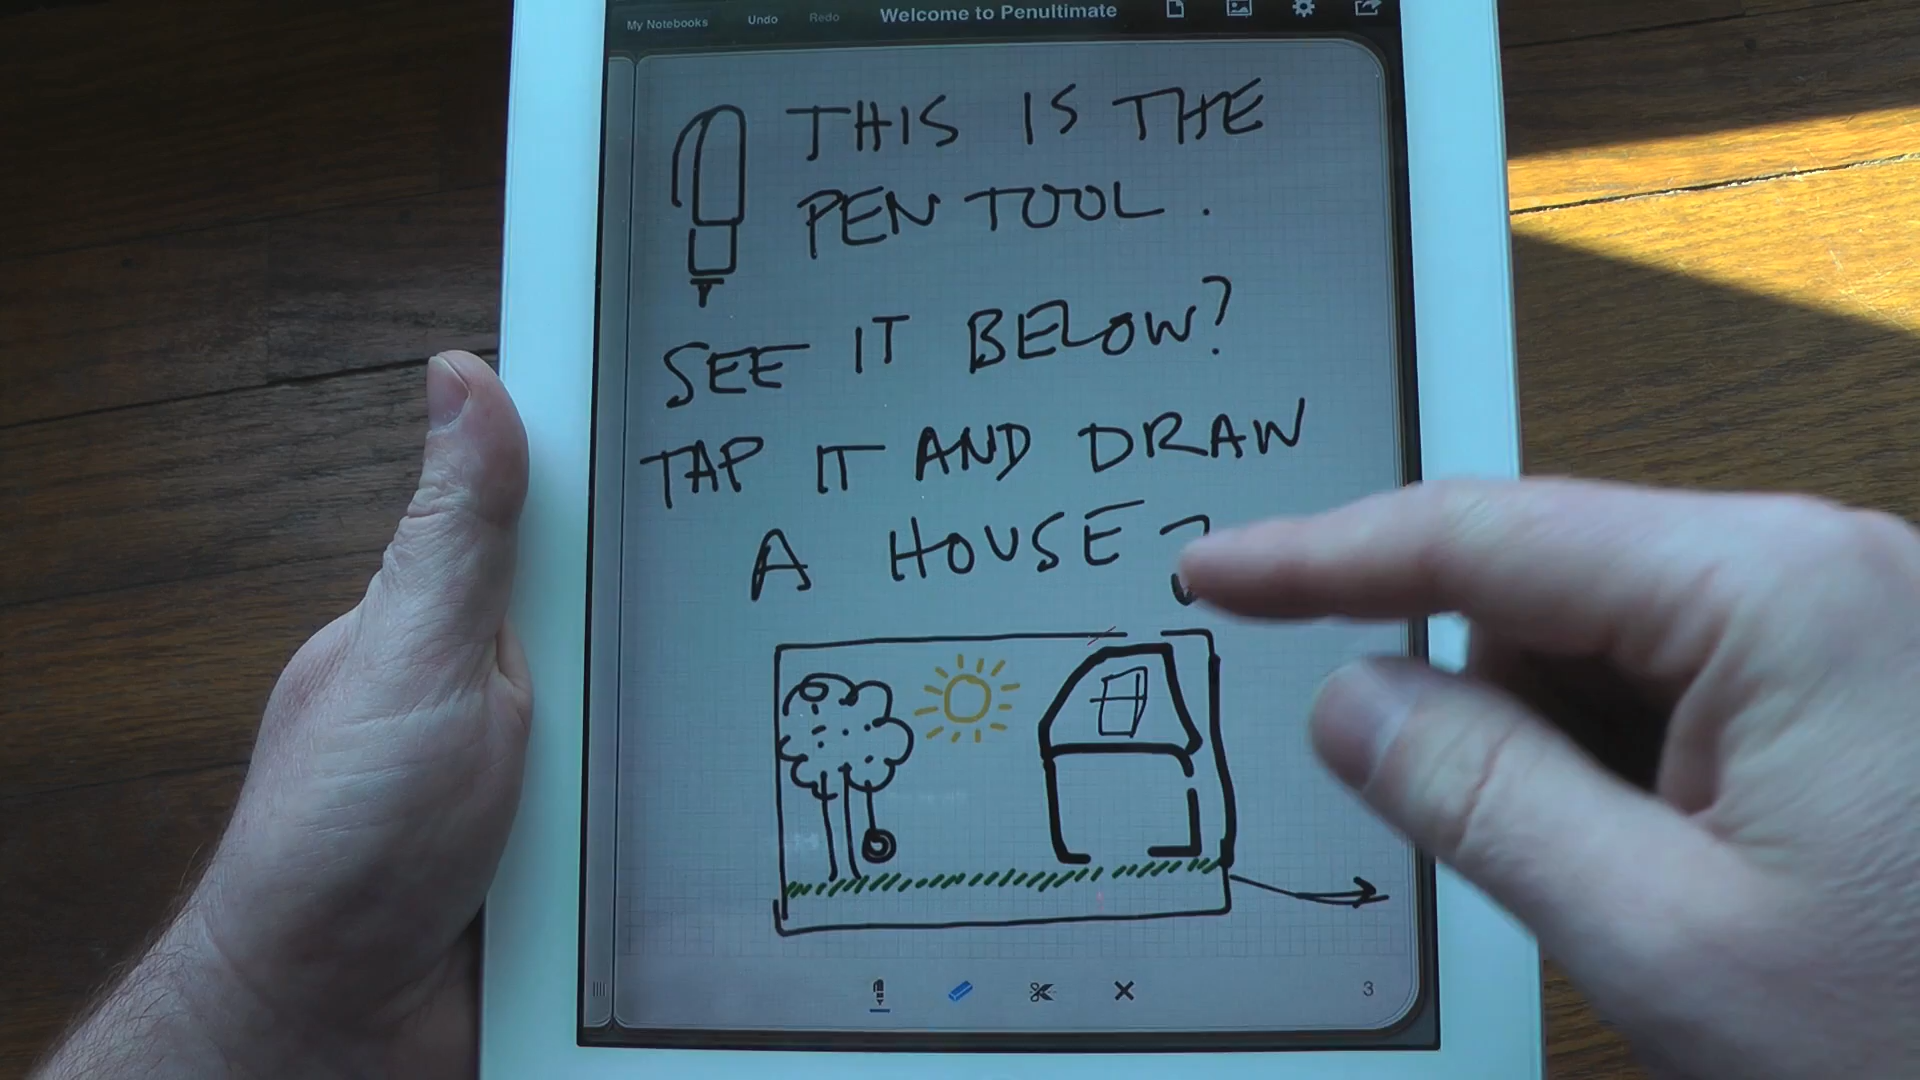 My Notebooks Undo Redo Welcome to Penultimate
THIS IS THE
PEN TOOL.
SEE IT BELOW?
TAP IT AND DRAW
A HOUSE?
3